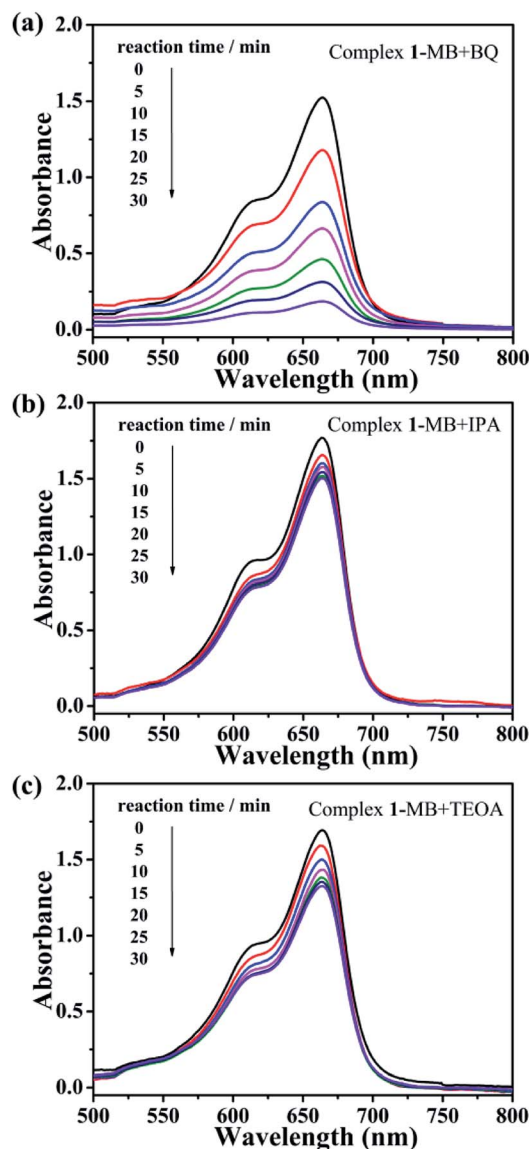 (a)
2.0
1.5
1.0
0.5
0.0
Absorbance
reaction time / min
0
5
10
15
20
25
30
Complex 1-MB+BQ
500 550 600 650 700 750 800
Wavelength (nm)
(b)
2.0
1.5
1.0
0.5
0.0
Absorbance
reaction time / min
0
5
10
15
20
25
30
Complex 1-MB+IPA
500 550 600 650 700 750 800
Wavelength (nm)
(c)
2.0
1.5
1.0
0.5
0.0
Absorbance
reaction time / min
0
5
10
15
20
25
30
Complex 1-MB+TEOA
500 550 600 650 700 750 800
Wavelength (nm)